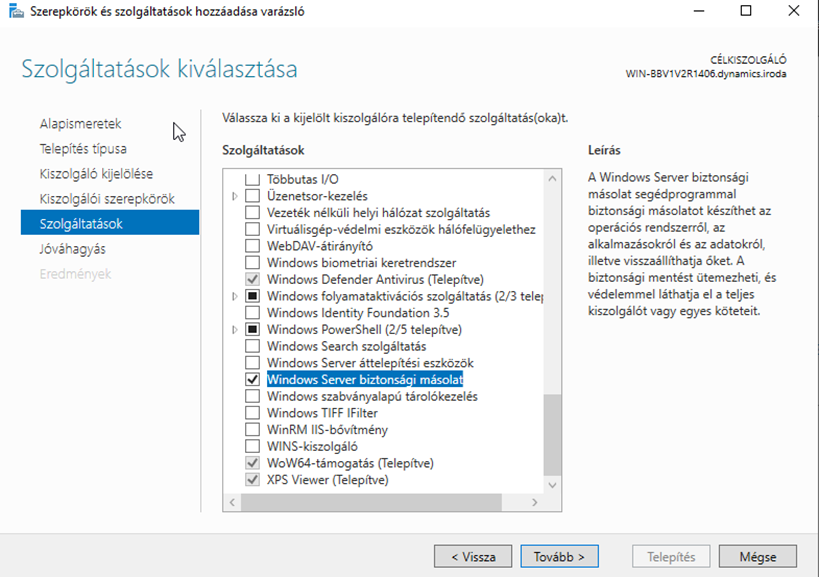 Szerepkörök és szolgáltatások hozzáadása varázsló
Szolgáltatások kiválasztása
CÉLKISZOLGÁLÓ
WIN-BBV1V2R1406.dynamics.iroda
Alapismeretek
Telepítés típusa
Kiszolgáló kijelölése
Kiszolgálói szerepkörök
Szolgáltatások
Jóváhagyás
Eredmények
Válassza ki a kijelölt kiszolgálóra telepítendő szolgáltatás(oka)t.
Szolgáltatások
Többutas I/O
Üzenetsor-kezelés
Vezeték nélküli helyi hálózat szolgáltatás
Virtuálisgép-védelmi eszközök hálófelügyelethez
WebDAV-átirányító
Windows biometriai keretrendszer
Windows Defender Antivirus (Telepítve)
Windows folyamataktivációs szolgáltatás (2/3 telep
Windows Identity Foundation 3.5
Windows PowerShell (2/5 telepítve)
Windows Search szolgáltatás
Windows Server áttelepítési eszközök
Windows Server biztonsági másolat
Windows szabványalapú tárolókezelés
Windows TIFF IFilter
WinRM IIS-bővítmény
WINS-kiszolgáló
WoW64-támogatás (Telepítve)
XPS Viewer (Telepítve)
Leírás
A Windows Server biztonsági
másolat segédprogrammal
biztonsági másolatot készíthet az
operációs rendszerről, az
alkalmazásokról és az adatokról,
illetve visszaállíthatja őket. A
biztonsági mentést ütemezheti, és
védelemmel láthatja el a teljes
kiszolgálót vagy egyes köteteit.
< Vissza
Tovább >
Telepítés
Mégse